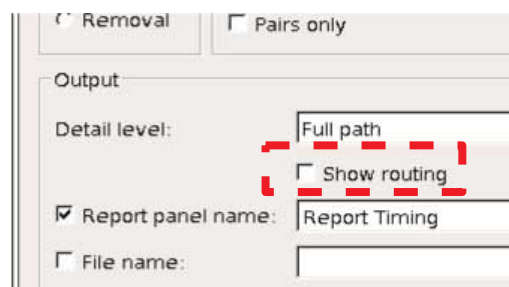 Removal
Pairs only
Output
Detail level:
Full path
Show routing
Report panel name:
Report Timing
File name: